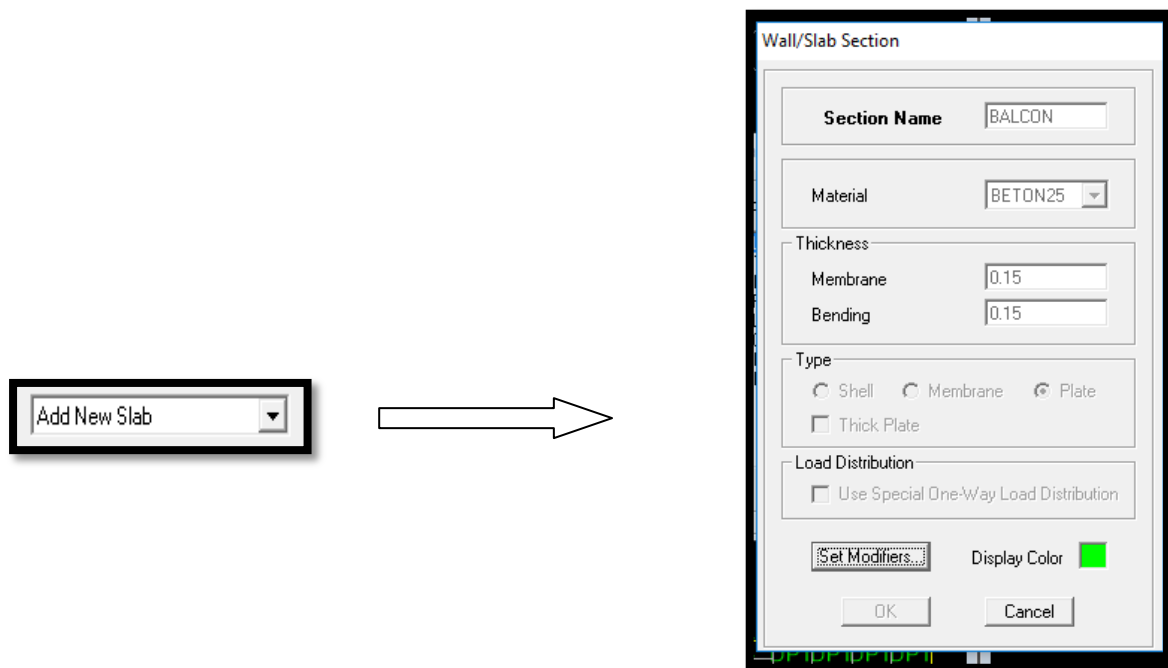 Add New Slab
Wall/Slab Section
Section Name BALCON
Material BETON25
Thickness
Membrane 0.15
Bending 0.15
Type
Shell Membrane Plate
Thick Plate
Load Distribution
Use Special One-Way Load Distribution
Set Modifiers... Display Color
OK Cancel